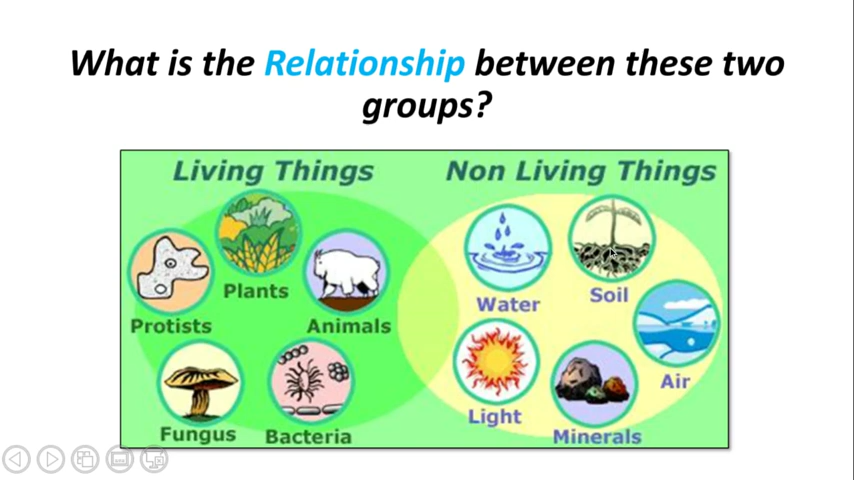 What is the Relationship between these two
groups?
Living Things
Non Living Things
Plants
Protists
Animals
Fungus
Bacteria
Water
Soil
Air
Light
Minerals